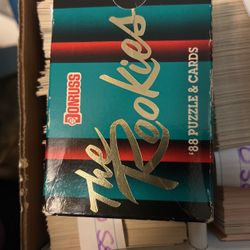 DONRUSS
The
Rookies
'88 PUZZLE & CARDS